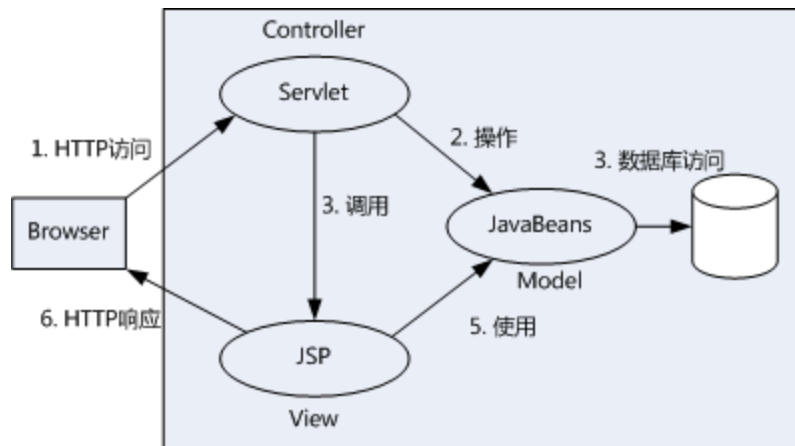 Controller
Servlet
1. HTTP访问
2. 操作
3. 数据库访问
3. 调用
Browser
JavaBeans
Model
6. HTTP响应
5. 使用
JSP
View